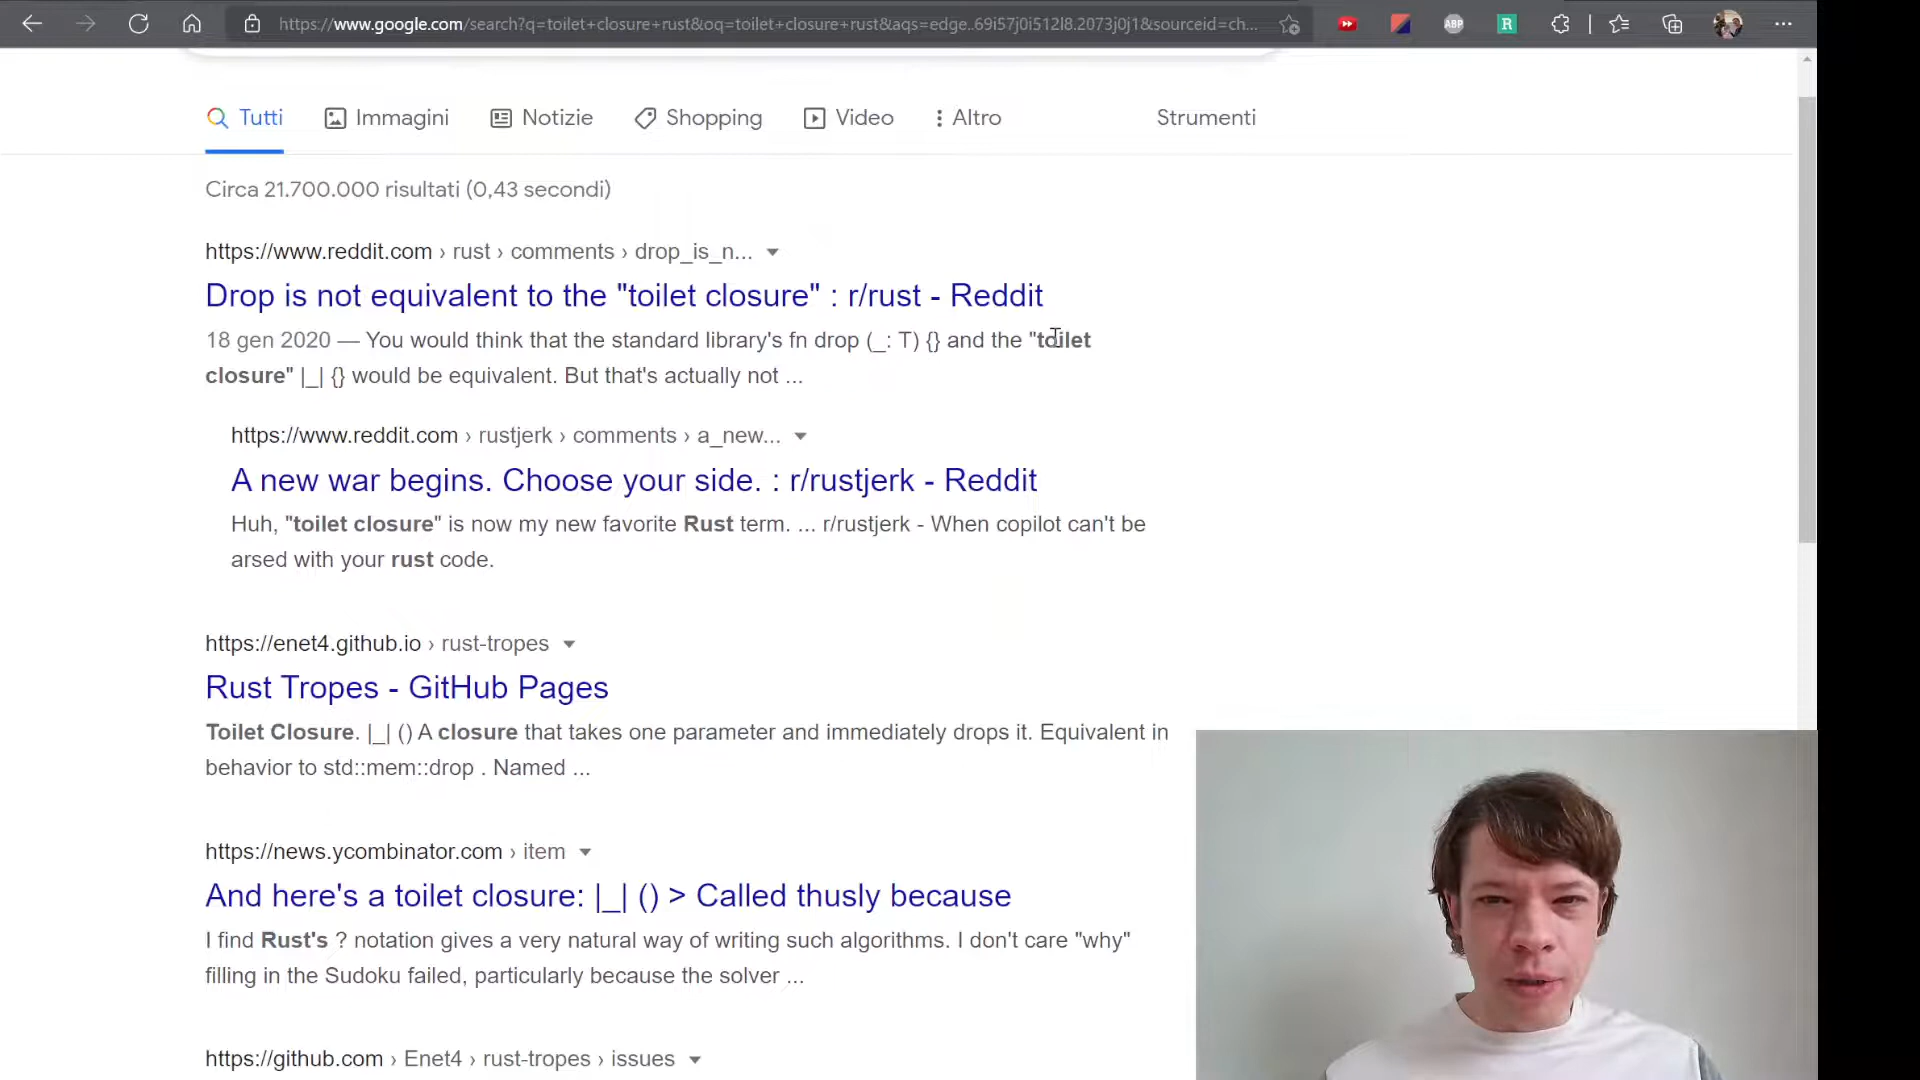 https://www.google.com/search?q=toilet+closure+rust&oq=toilet+closure+rust&aqs=edge..69i57j0i512l8.2073j0j1&sourceid=ch...
ABP
R
Tutti
Immagini
Notizie
Shopping
Video
Altro
Strumenti
Circa 21.700.000 risultati (0,43 secondi)
https://www.reddit.com › rust › comments › drop_is_n...
Drop is not equivalent to the "toilet closure" : r/rust - Reddit
18 gen 2020 — You would think that the standard library's fn drop (_: T) {} and the "toilet
closure" |_| {} would be equivalent. But that's actually not ...
https://www.reddit.com › rustjerk › comments › a_new...
A new war begins. Choose your side. : r/rustjerk - Reddit
Huh, "toilet closure" is now my new favorite Rust term. ... r/rustjerk - When copilot can't be
arsed with your rust code.
https://enet4.github.io › rust-tropes
Rust Tropes - GitHub Pages
Toilet Closure. |_| () A closure that takes one parameter and immediately drops it. Equivalent in
behavior to std::mem::drop . Named ...
https://news.ycombinator.com › item
And here's a toilet closure: |_| () > Called thusly because
I find Rust's ? notation gives a very natural way of writing such algorithms. I don't care "why"
filling in the Sudoku failed, particularly because the solver ...
https://github.com › Enet4 › rust-tropes › issues